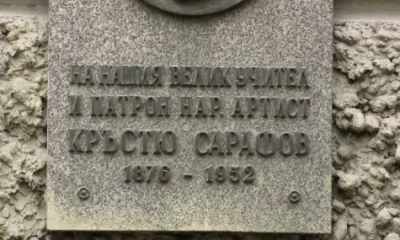 НА НАШИЯ ВЕЛИК УЧИТЕЛ
И ПАТРОН НАР. АРТИСТ
КРЪСТЮ САРАФОВ
1876 - 1952